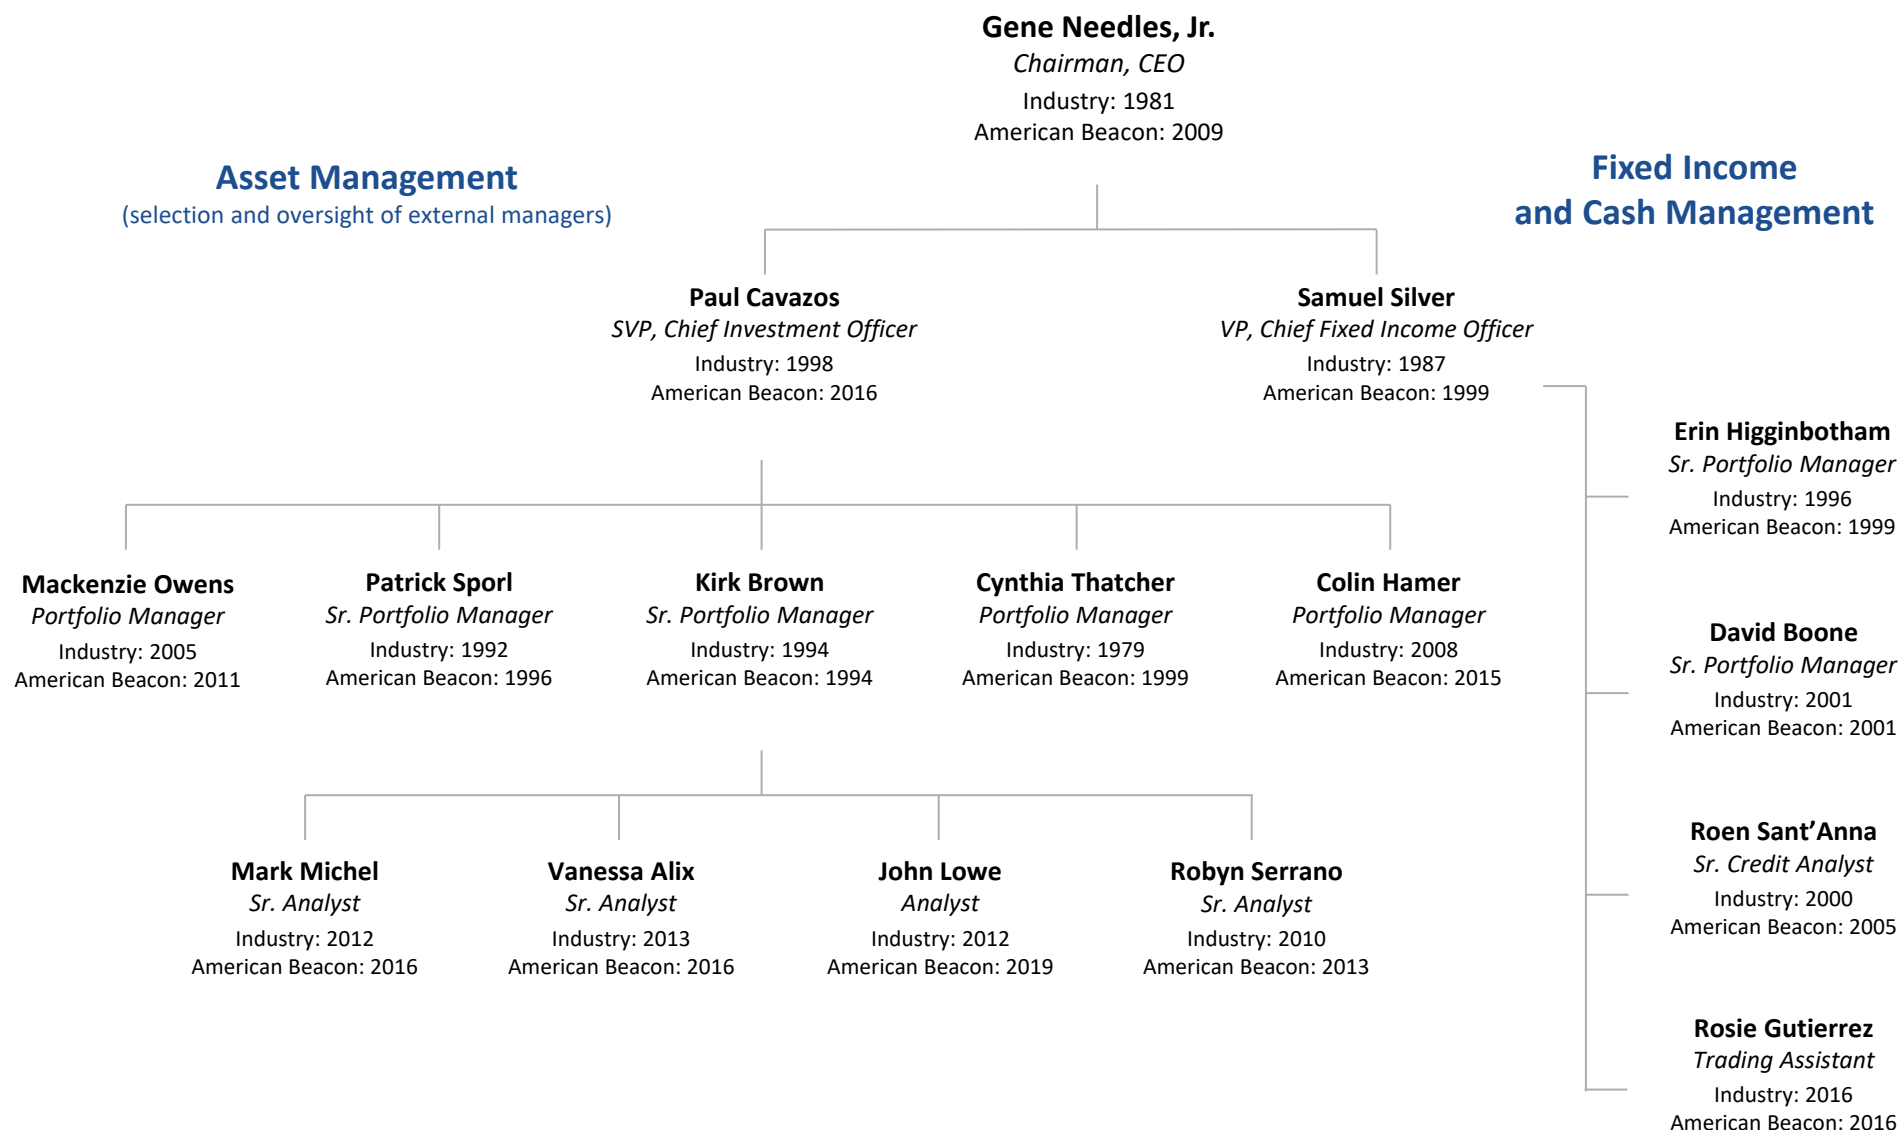 Gene Needles, Jr.
Chairman, CEO
Industry: 1981
American Beacon: 2009
Asset Management
(selection and oversight of external managers)
Fixed Income
and Cash Management
Paul Cavazos
SVP, Chief Investment Officer
Industry: 1998
American Beacon: 2016
Samuel Silver
VP, Chief Fixed Income Officer
Industry: 1987
American Beacon: 1999
Mackenzie Owens
Portfolio Manager
Industry: 2005
American Beacon: 2011
Patrick Sporl
Sr. Portfolio Manager
Industry: 1992
American Beacon: 1996
Kirk Brown
Sr. Portfolio Manager
Industry: 1994
American Beacon: 1994
Cynthia Thatcher
Portfolio Manager
Industry: 1979
American Beacon: 1999
Colin Hamer
Portfolio Manager
Industry: 2008
American Beacon: 2015
Mark Michel
Sr. Analyst
Industry: 2012
American Beacon: 2016
Vanessa Alix
Sr. Analyst
Industry: 2013
American Beacon: 2016
John Lowe
Analyst
Industry: 2012
American Beacon: 2019
Robyn Serrano
Sr. Analyst
Industry: 2010
American Beacon: 2013
Erin Higginbotham
Sr. Portfolio Manager
Industry: 1996
American Beacon: 1999
David Boone
Sr. Portfolio Manager
Industry: 2001
American Beacon: 2001
Roen Sant’Anna
Sr. Credit Analyst
Industry: 2000
American Beacon: 2005
Rosie Gutierrez
Trading Assistant
Industry: 2016
American Beacon: 2016